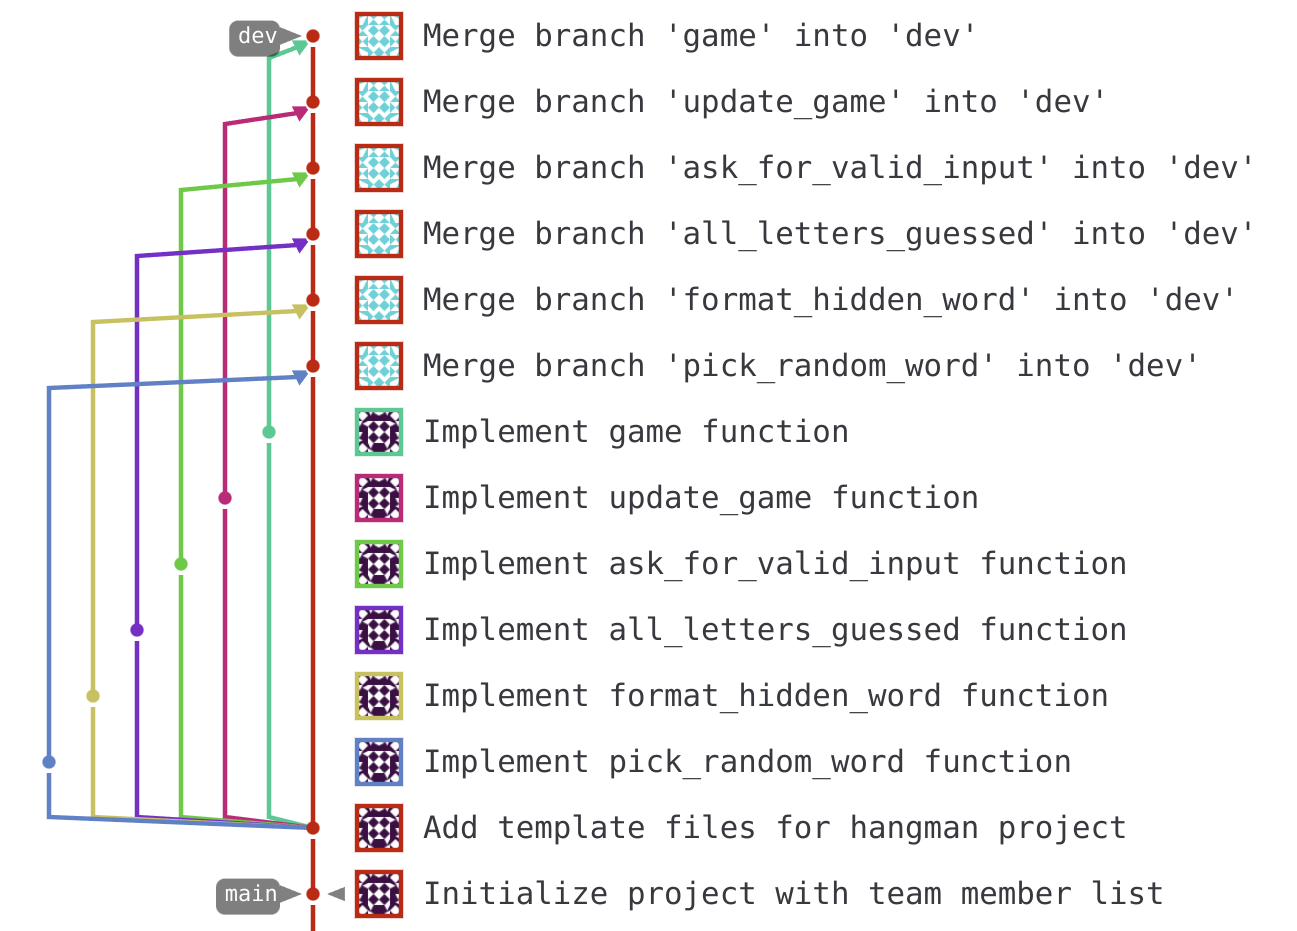 dev Merge branch 'game' into 'dev'
Merge branch 'update_game' into 'dev'
Merge branch 'ask_for_valid_input' into 'dev'
Merge branch 'all_letters_guessed' into 'dev'
Merge branch 'format_hidden_word' into 'dev'
Merge branch 'pick_random_word' into 'dev'
Implement game function
Implement update_game function
Implement ask_for_valid_input function
Implement all_letters_guessed function
Implement format_hidden_word function
Implement pick_random_word function
Add template files for hangman project
main Initialize project with team member list